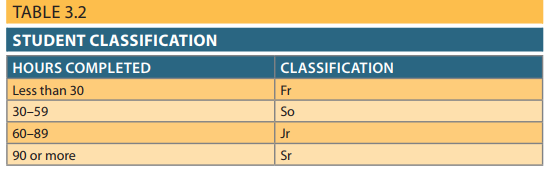 TABLE 3.2
STUDENT CLASSIFICATION
HOURS COMPLETED CLASSIFICATION
Less than 30 Fr
30–59 So
60–89 Jr
90 or more Sr